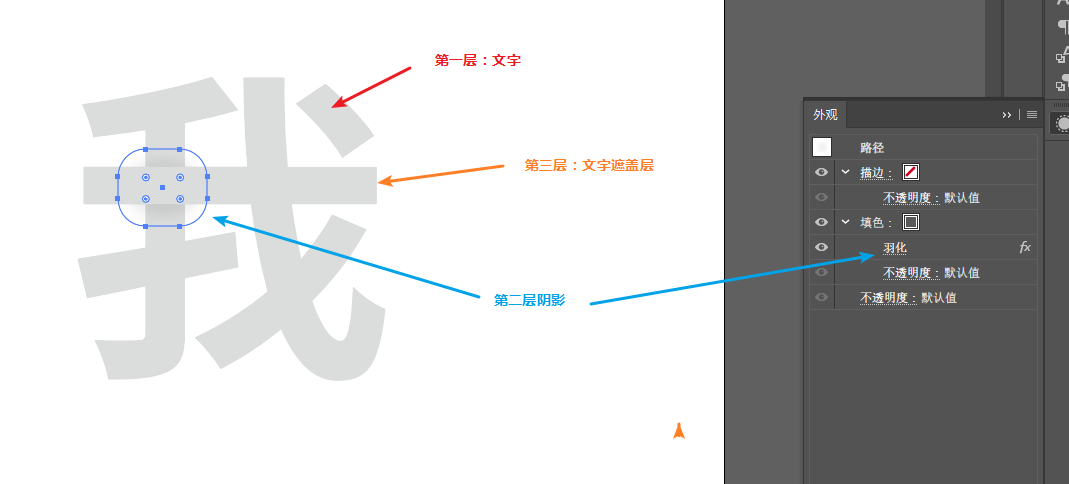 第一层：文字
第三层：文字遮盖层
第二层阴影
我
外观
路径
描边：
不透明度：默认值
填色：
羽化 fx
不透明度：默认值
不透明度：默认值